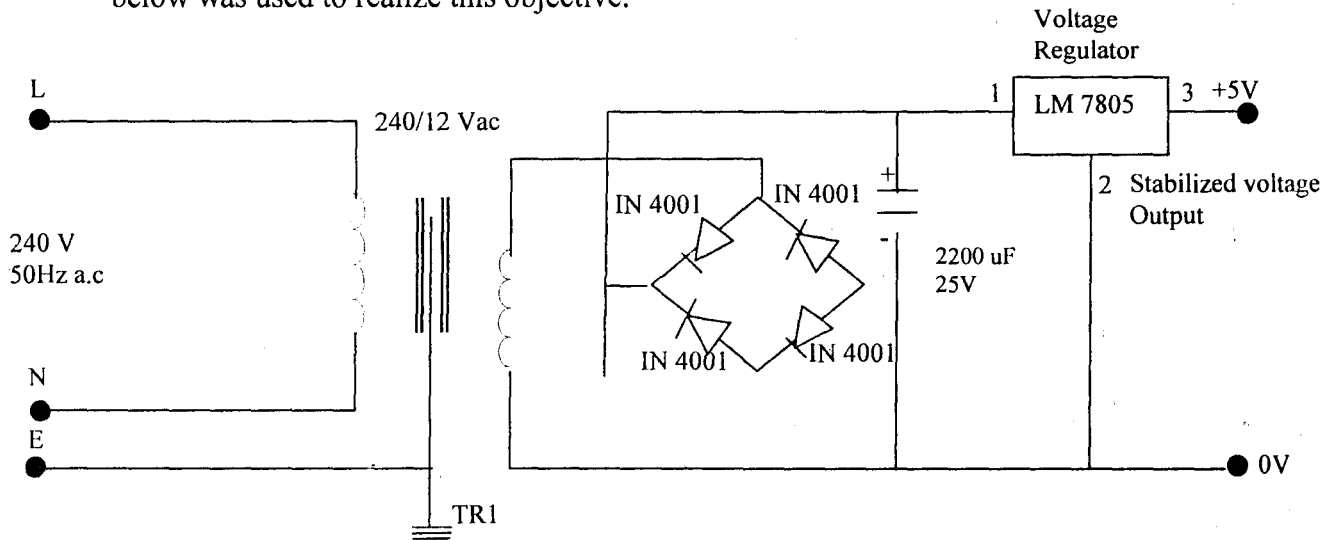 below was used to realize this objective.
Voltage
Regulator
L
240/12 Vac
1
LM 7805
3 +5V
+
2 Stabilized voltage
Output
IN 4001
IN 4001
240 V
50Hz a.c
-
2200 uF
25V
IN 4001
IN 4001
N
E
0V
TR1